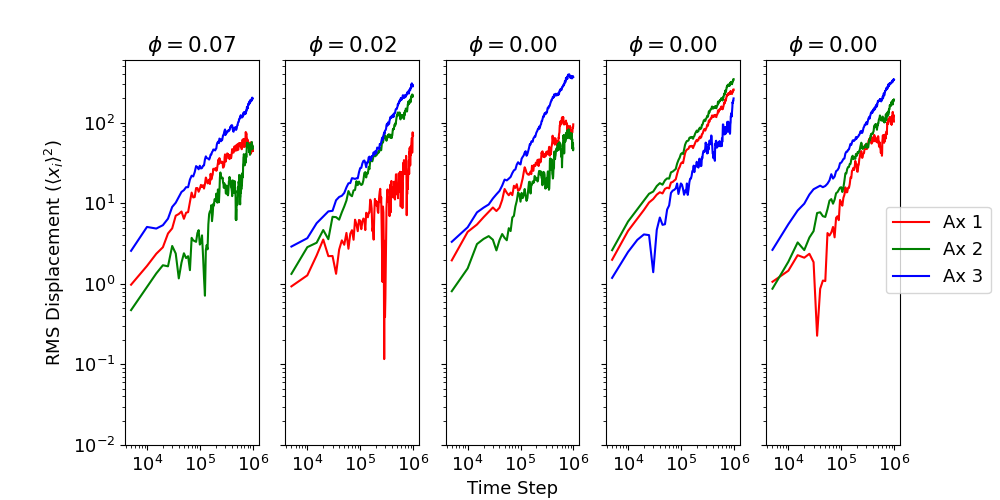 ϕ = 0.07 ϕ = 0.02 ϕ = 0.00 ϕ = 0.00 ϕ = 0.00
RMS Displacement (⟨xᵢ⟩²)
10²
10¹
10⁰
10⁻¹
10⁻²
10⁴ 10⁵ 10⁶ 10⁴ 10⁵ 10⁶ 10⁴ 10⁵ 10⁶ 10⁴ 10⁵ 10⁶ 10⁴ 10⁵ 10⁶
Time Step
Ax 1
Ax 2
Ax 3